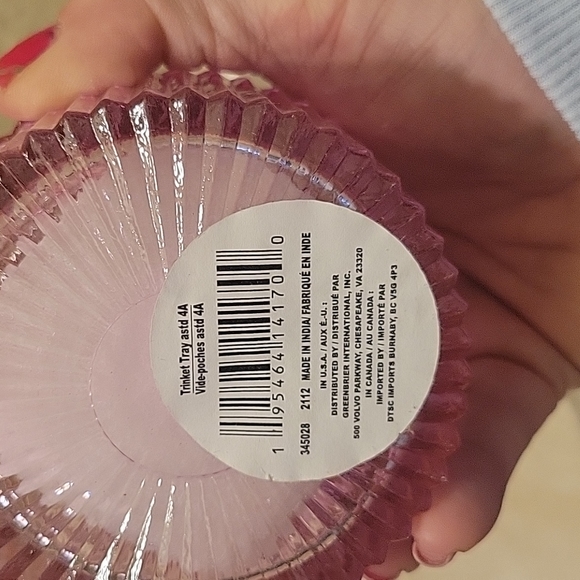 Trinket Tray astd 4A
Vide-poches astd 4A
1 95464 14170 0
345028 2112 MADE IN INDIA/FABRIQUÉ EN INDE
IN U.S.A. / AUX É.-U. :
DISTRIBUTED BY / DISTRIBUÉ PAR
GREENBRIER INTERNATIONAL, INC.
500 VOLVO PARKWAY, CHESAPEAKE, VA 23320
IN CANADA / AU CANADA :
IMPORTED BY / IMPORTÉ PAR
DTSC IMPORTS BURNABY, BC V5G 4P3